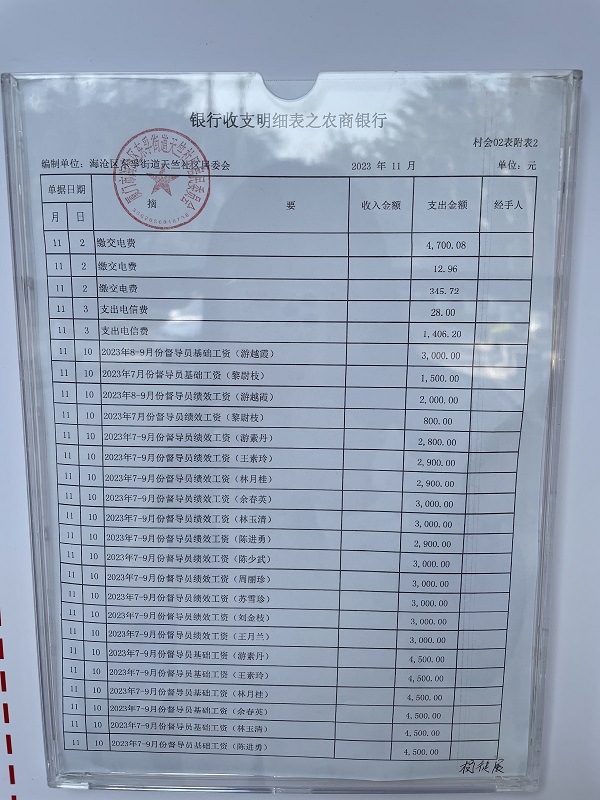 银行收支明细表之农商银行
村会02表附表2
编制单位：海沧区东孚街道天竺社区居委会 2023 年 11 月 单位：元
单据日期 摘 要 收入金额 支出金额 经手人
月 日
11 2 缴交电费 4,700.08
11 2 缴交电费 12.96
11 2 缴交电费 345.72
11 3 支出电信费 28.00
11 3 支出电信费 1,406.20
11 10 2023年8-9月份督导员基础工资（游越霞） 3,000.00
11 10 2023年7月份督导员基础工资（黎尉枝） 1,500.00
11 10 2023年8-9月份督导员绩效工资（游越霞） 2,000.00
11 10 2023年7月份督导员绩效工资（黎尉枝） 800.00
11 10 2023年7-9月份督导员绩效工资（游素丹） 2,800.00
11 10 2023年7-9月份督导员绩效工资（王素玲） 2,900.00
11 10 2023年7-9月份督导员绩效工资（林月桂） 2,900.00
11 10 2023年7-9月份督导员绩效工资（余春英） 3,000.00
11 10 2023年7-9月份督导员绩效工资（林玉清） 3,000.00
11 10 2023年7-9月份督导员绩效工资（陈进勇） 2,900.00
11 10 2023年7-9月份督导员绩效工资（陈少武） 3,000.00
11 10 2023年7-9月份督导员绩效工资（周丽珍） 3,000.00
11 10 2023年7-9月份督导员绩效工资（苏雪珍） 3,000.00
11 10 2023年7-9月份督导员绩效工资（刘金枝） 3,000.00
11 10 2023年7-9月份督导员绩效工资（王月兰） 3,000.00
11 10 2023年7-9月份督导员基础工资（游素丹） 4,500.00
11 10 2023年7-9月份督导员基础工资（王素玲） 4,500.00
11 10 2023年7-9月份督导员基础工资（林月桂） 4,500.00
11 10 2023年7-9月份督导员基础工资（余春英） 4,500.00
11 10 2023年7-9月份督导员基础工资（林玉清） 4,500.00
11 10 2023年7-9月份督导员基础工资（陈进勇） 4,500.00